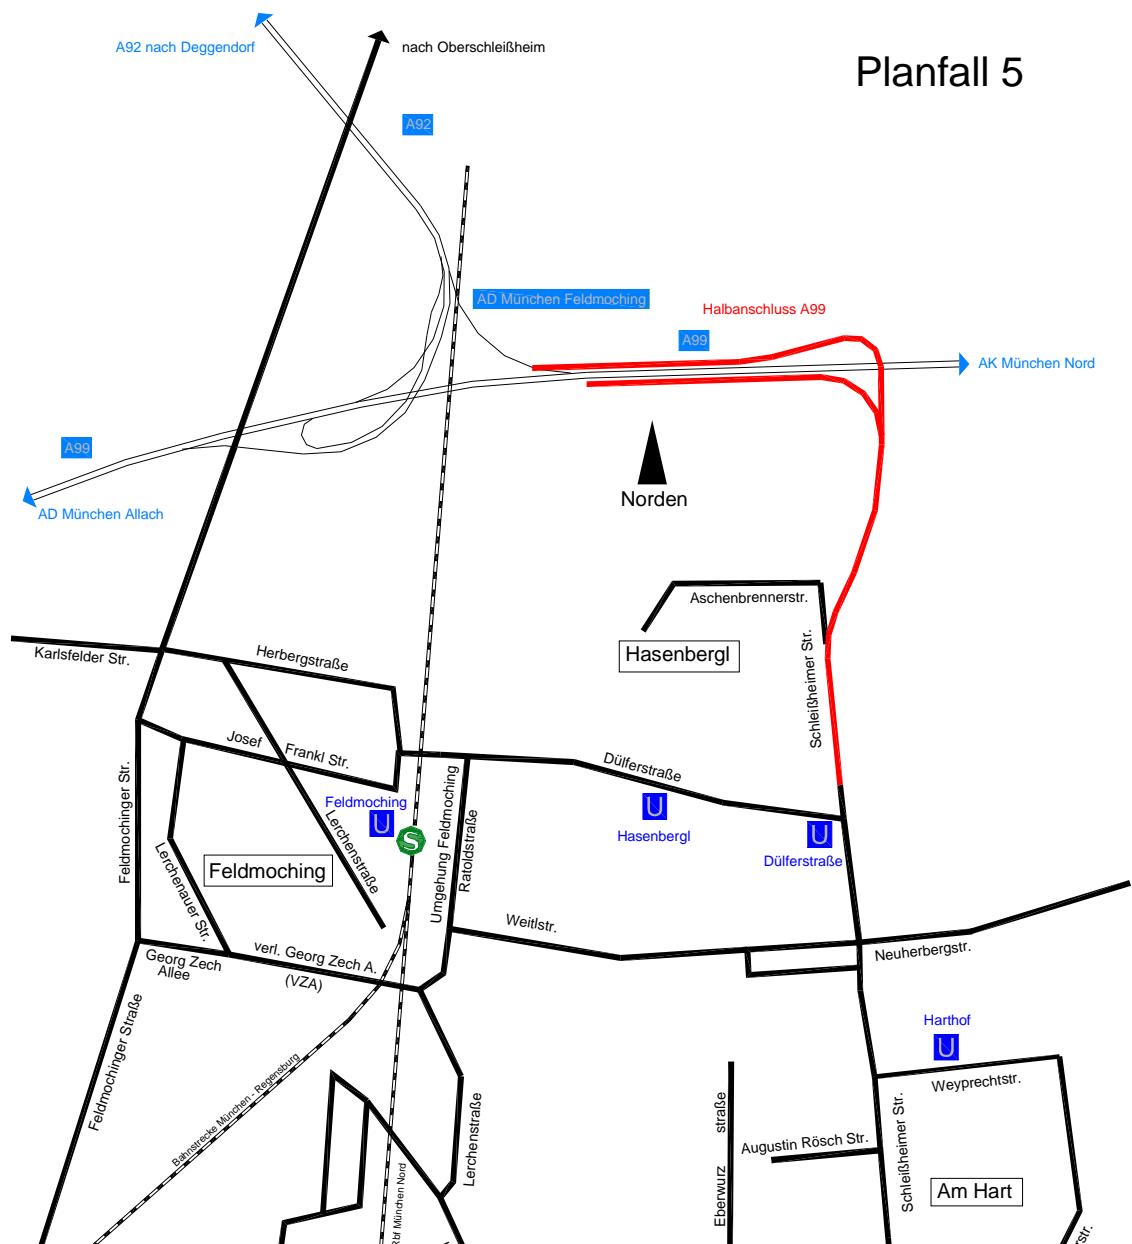 A92 nach Deggendorf
nach Oberschleißheim
Planfall 5
A92
AD München Feldmoching
Halbanschluss A99
A99
AK München Nord
A99
AD München Allach
Norden
Aschenbrennerstr.
Hasenbergl
Schleißheimer Str.
Karlsfelder Str.
Herbergstraße
Josef Frankl Str.
Dülferstraße
Feldmochinger Str.
Feldmoching
U
Lerchenstraße
S
Umgehung Feldmoching
Ratoldstraße
U
Hasenbergl
U
Dülferstraße
Feldmoching
Lerchenauer Str.
Weitlstr.
Neuherbergstr.
Georg Zech
Allee
verl. Georg Zech A.
(VZA)
Feldmochinger Straße
Bahnstrecke München - Regensburg
Harthof
U
Weyprechtstr.
Lerchenstraße
Eberwurz straße
Augustin Rösch Str.
Schleißheimer Str.
Am Hart
Rbf München Nord